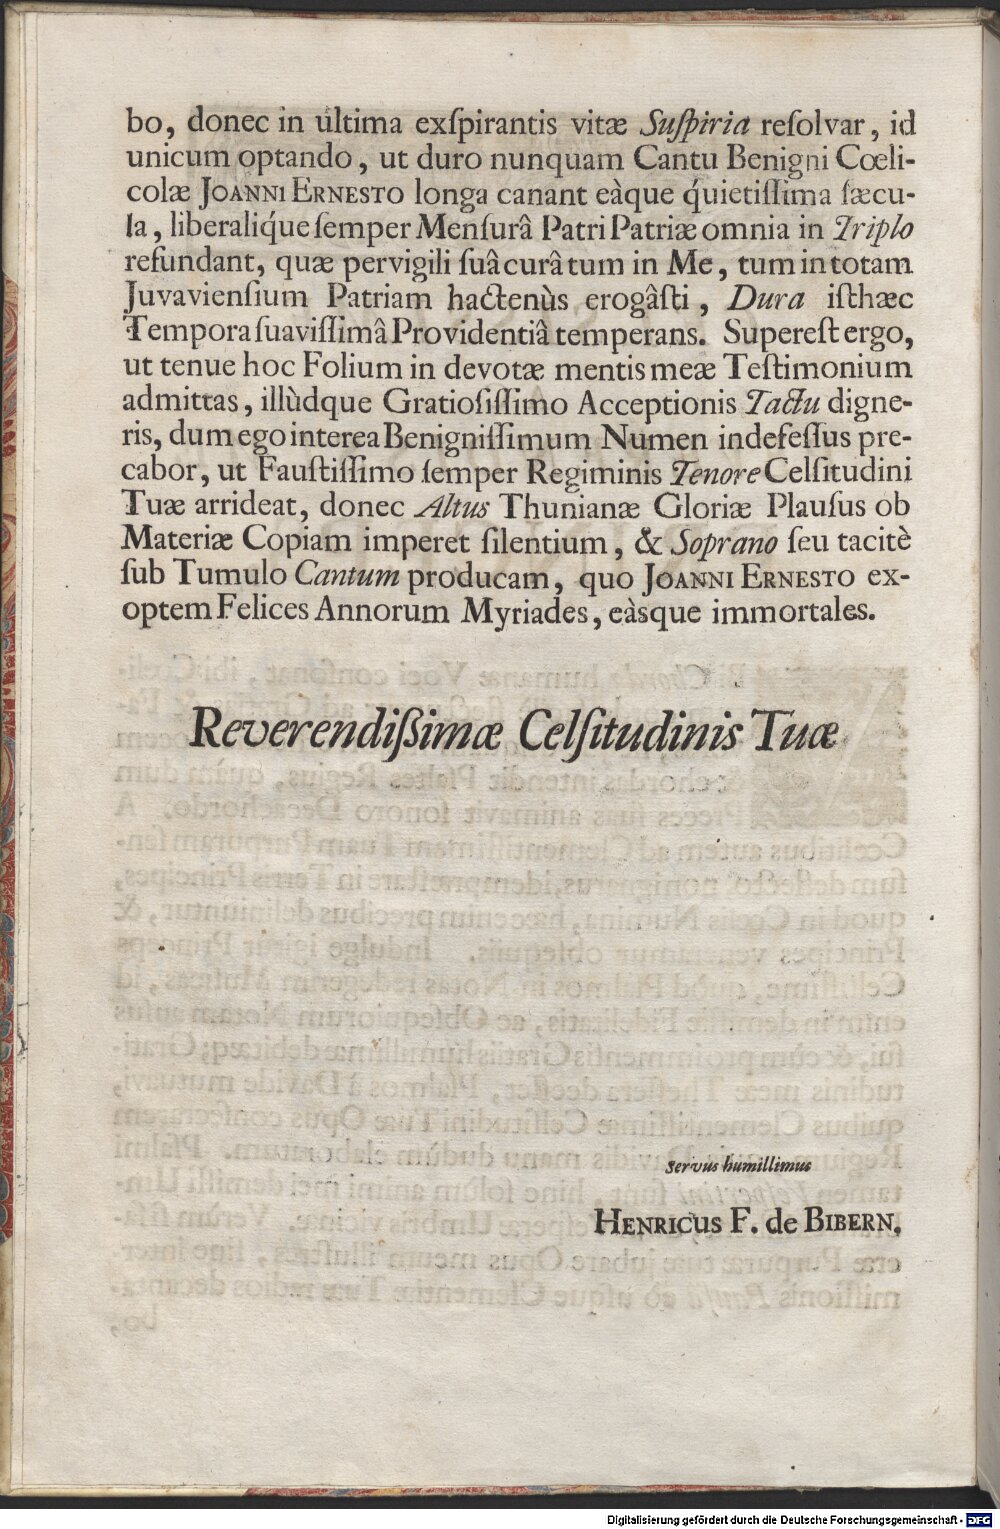 bo, donec in ultima exſpirantis vitæ Suſpiria reſolvar, id
unicum optando, ut duro nunquam Cantu Benigni Cœli-
colæ JOANNI ERNESTO longa canant eàque q́uietiſſima ſæcu-
la, liberaliq́ue ſemper Menſurâ Patri Patriæ omnia in Triplo
refundant, quæ pervigili ſuâ curâ tum in Me, tum in totam
Juvavienſium Patriam hactenùs erogâſti, Dura iſthæc
Tempora ſuaviſſimâ Providentiâ temperans. Supereſt ergo,
ut tenue hoc Folium in devotæ mentis meæ Teſtimonium
admittas, illùdque Gratioſiſſimo Acceptionis Tactu digne-
ris, dum ego interea Benigniſſimum Numen indefeſſus pre-
cabor, ut Fauſtiſſimo ſemper Regiminis Tenore Celſitudini
Tuæ arrideat, donec Altus Thunianæ Gloriæ Plauſus ob
Materiæ Copiam imperet ſilentium, & Soprano ſeu tacitè
ſub Tumulo Cantum producam, quo JOANNI ERNESTO ex-
optem Felices Annorum Myriades, eàsque immortales.
Reverendiſsimæ Celſitudinis Tuæ
servus humillimus
HENRICUS F. de BIBERN.
Digitalisierung gefördert durch die Deutsche Forschungsgemeinschaft - DFG